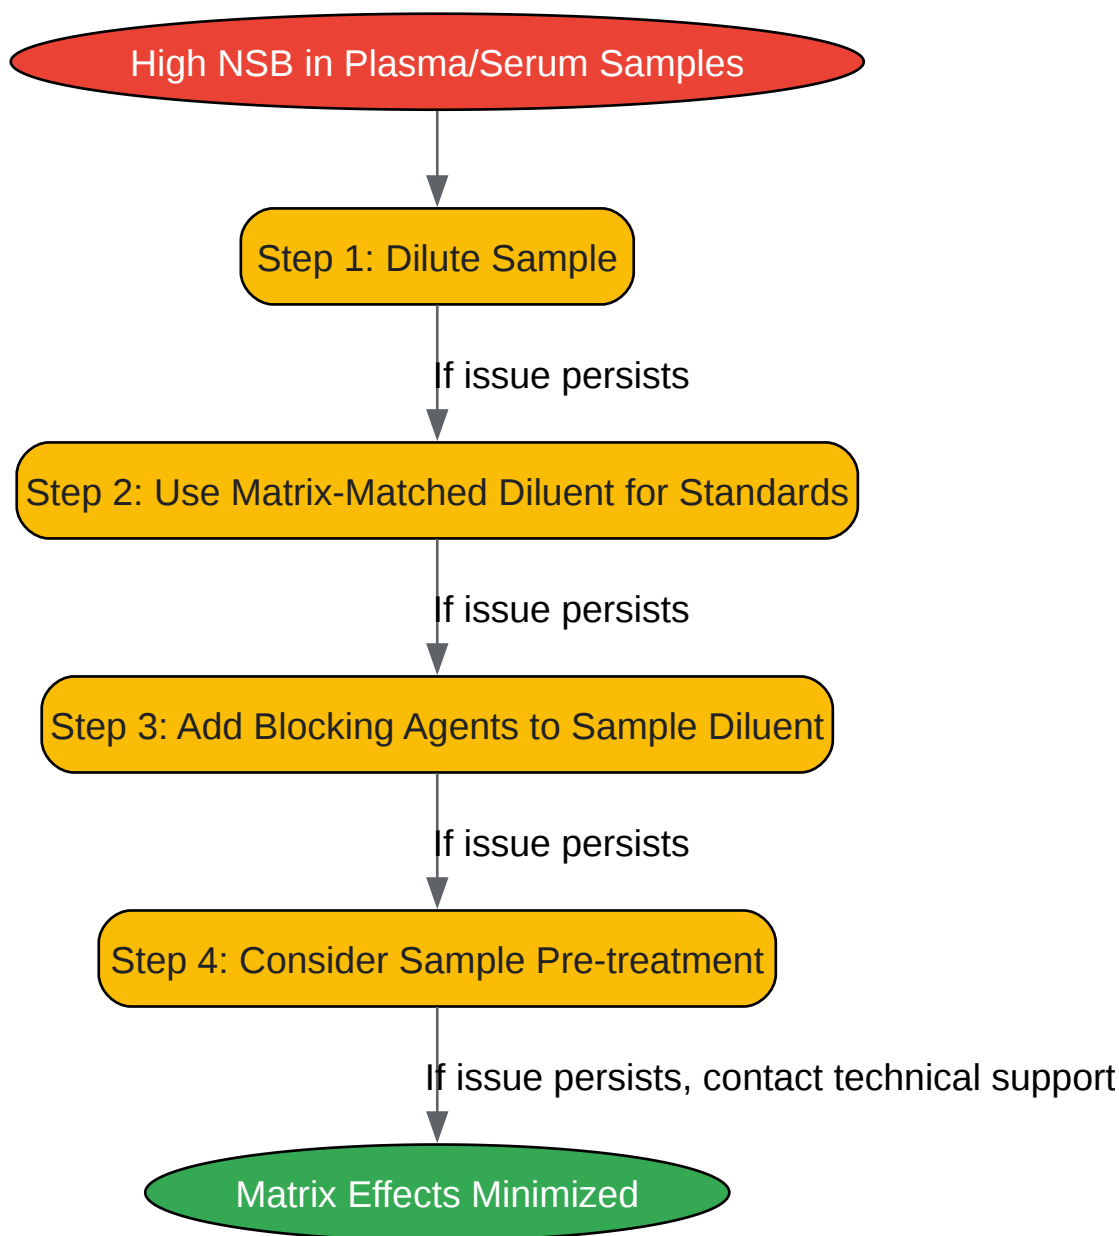 High NSB in Plasma/Serum Samples
Step 1: Dilute Sample
If issue persists
Step 2: Use Matrix-Matched Diluent for Standards
If issue persists
Step 3: Add Blocking Agents to Sample Diluent
If issue persists
Step 4: Consider Sample Pre-treatment
If issue persists, contact technical support
Matrix Effects Minimized